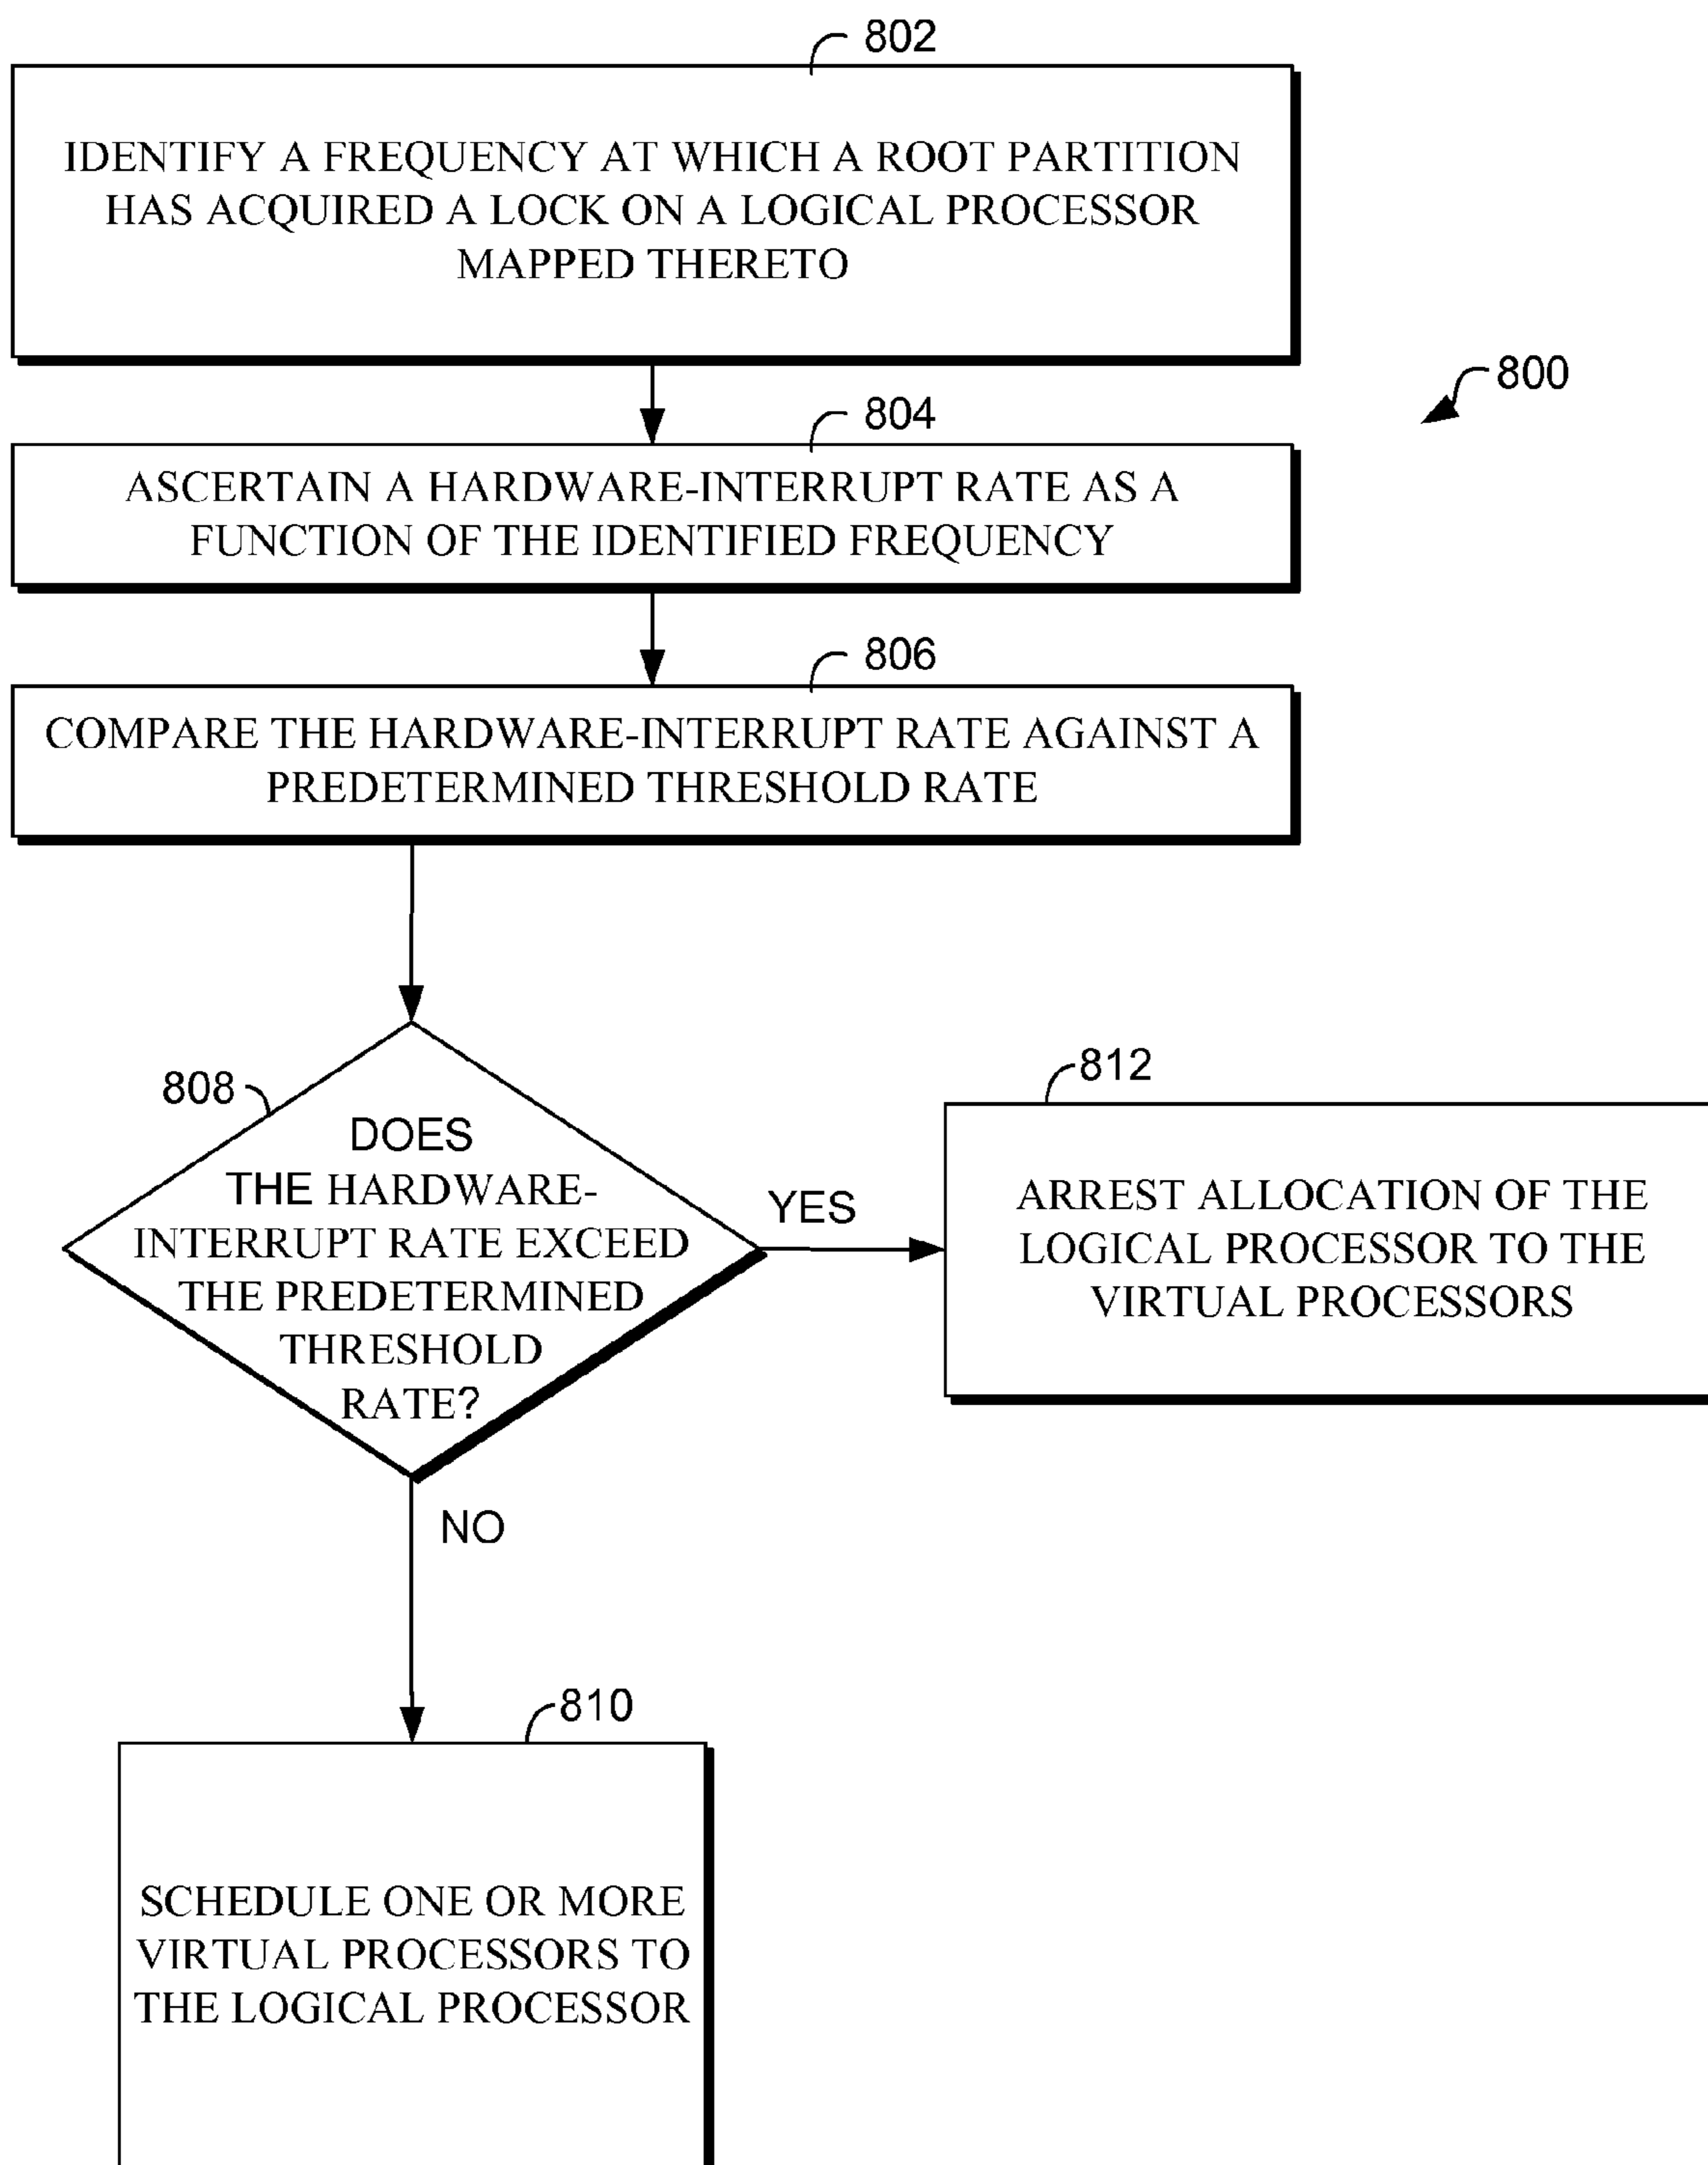 802
IDENTIFY A FREQUENCY AT WHICH A ROOT PARTITION
HAS ACQUIRED A LOCK ON A LOGICAL PROCESSOR
MAPPED THERETO
800
804
ASCERTAIN A HARDWARE-INTERRUPT RATE AS A
FUNCTION OF THE IDENTIFIED FREQUENCY
806
COMPARE THE HARDWARE-INTERRUPT RATE AGAINST A
PREDETERMINED THRESHOLD RATE
808
DOES
THE HARDWARE-
INTERRUPT RATE EXCEED
THE PREDETERMINED
THRESHOLD
RATE?
YES
812
ARREST ALLOCATION OF THE
LOGICAL PROCESSOR TO THE
VIRTUAL PROCESSORS
NO
810
SCHEDULE ONE OR MORE
VIRTUAL PROCESSORS TO
THE LOGICAL PROCESSOR